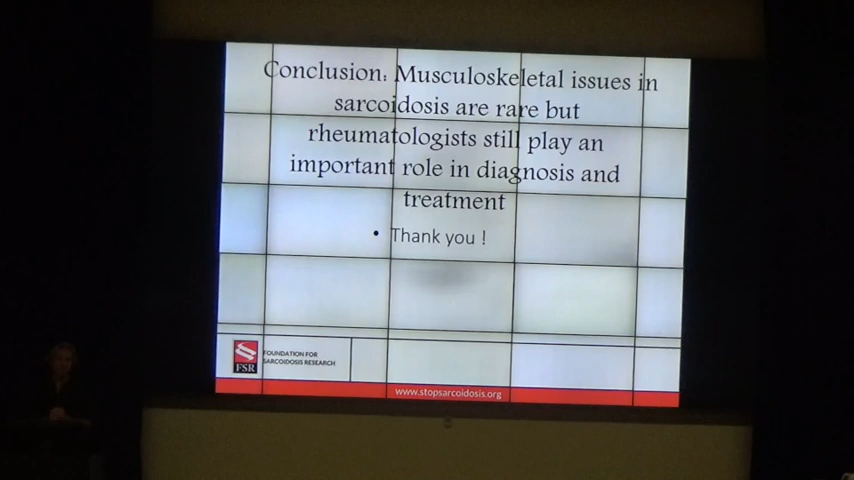 Conclusion: Musculoskeletal issues in
sarcoidosis are rare but
rheumatologists still play an
important role in diagnosis and
treatment
• Thank you !
FSR
FOUNDATION FOR
SARCOIDOSIS RESEARCH
www.stopsarcoidosis.org